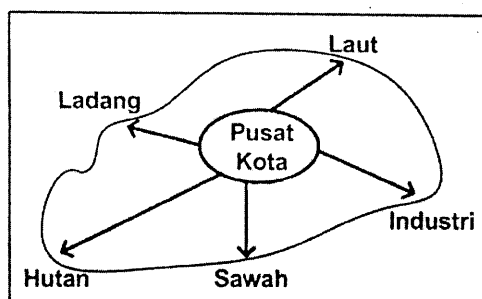 Laut
Ladang
Pusat
Kota
Industri
Hutan
Sawah